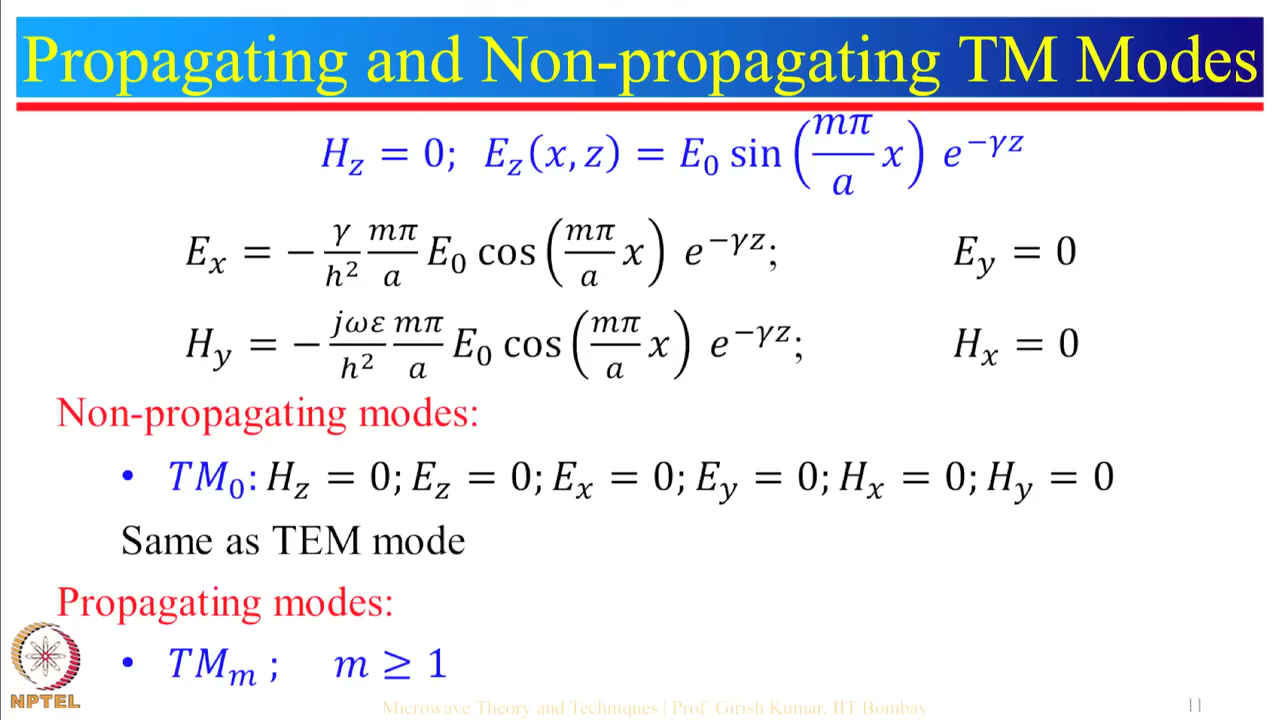 Propagating and Non-propagating TM Modes
H_z = 0; E_z(x, z) = E_0 sin(mπ/a x) e^{−γz}
E_x = − γ/h² mπ/a E_0 cos(mπ/a x) e^{−γz}; E_y = 0
H_y = − jωε/h² mπ/a E_0 cos(mπ/a x) e^{−γz}; H_x = 0
Non-propagating modes:
• TM_0: H_z = 0; E_z = 0; E_x = 0; E_y = 0; H_x = 0; H_y = 0
Same as TEM mode
Propagating modes:
• TM_m ; m ≥ 1
NPTEL
Microwave Theory and Techniques | Prof. Girish Kumar, IIT Bombay
11